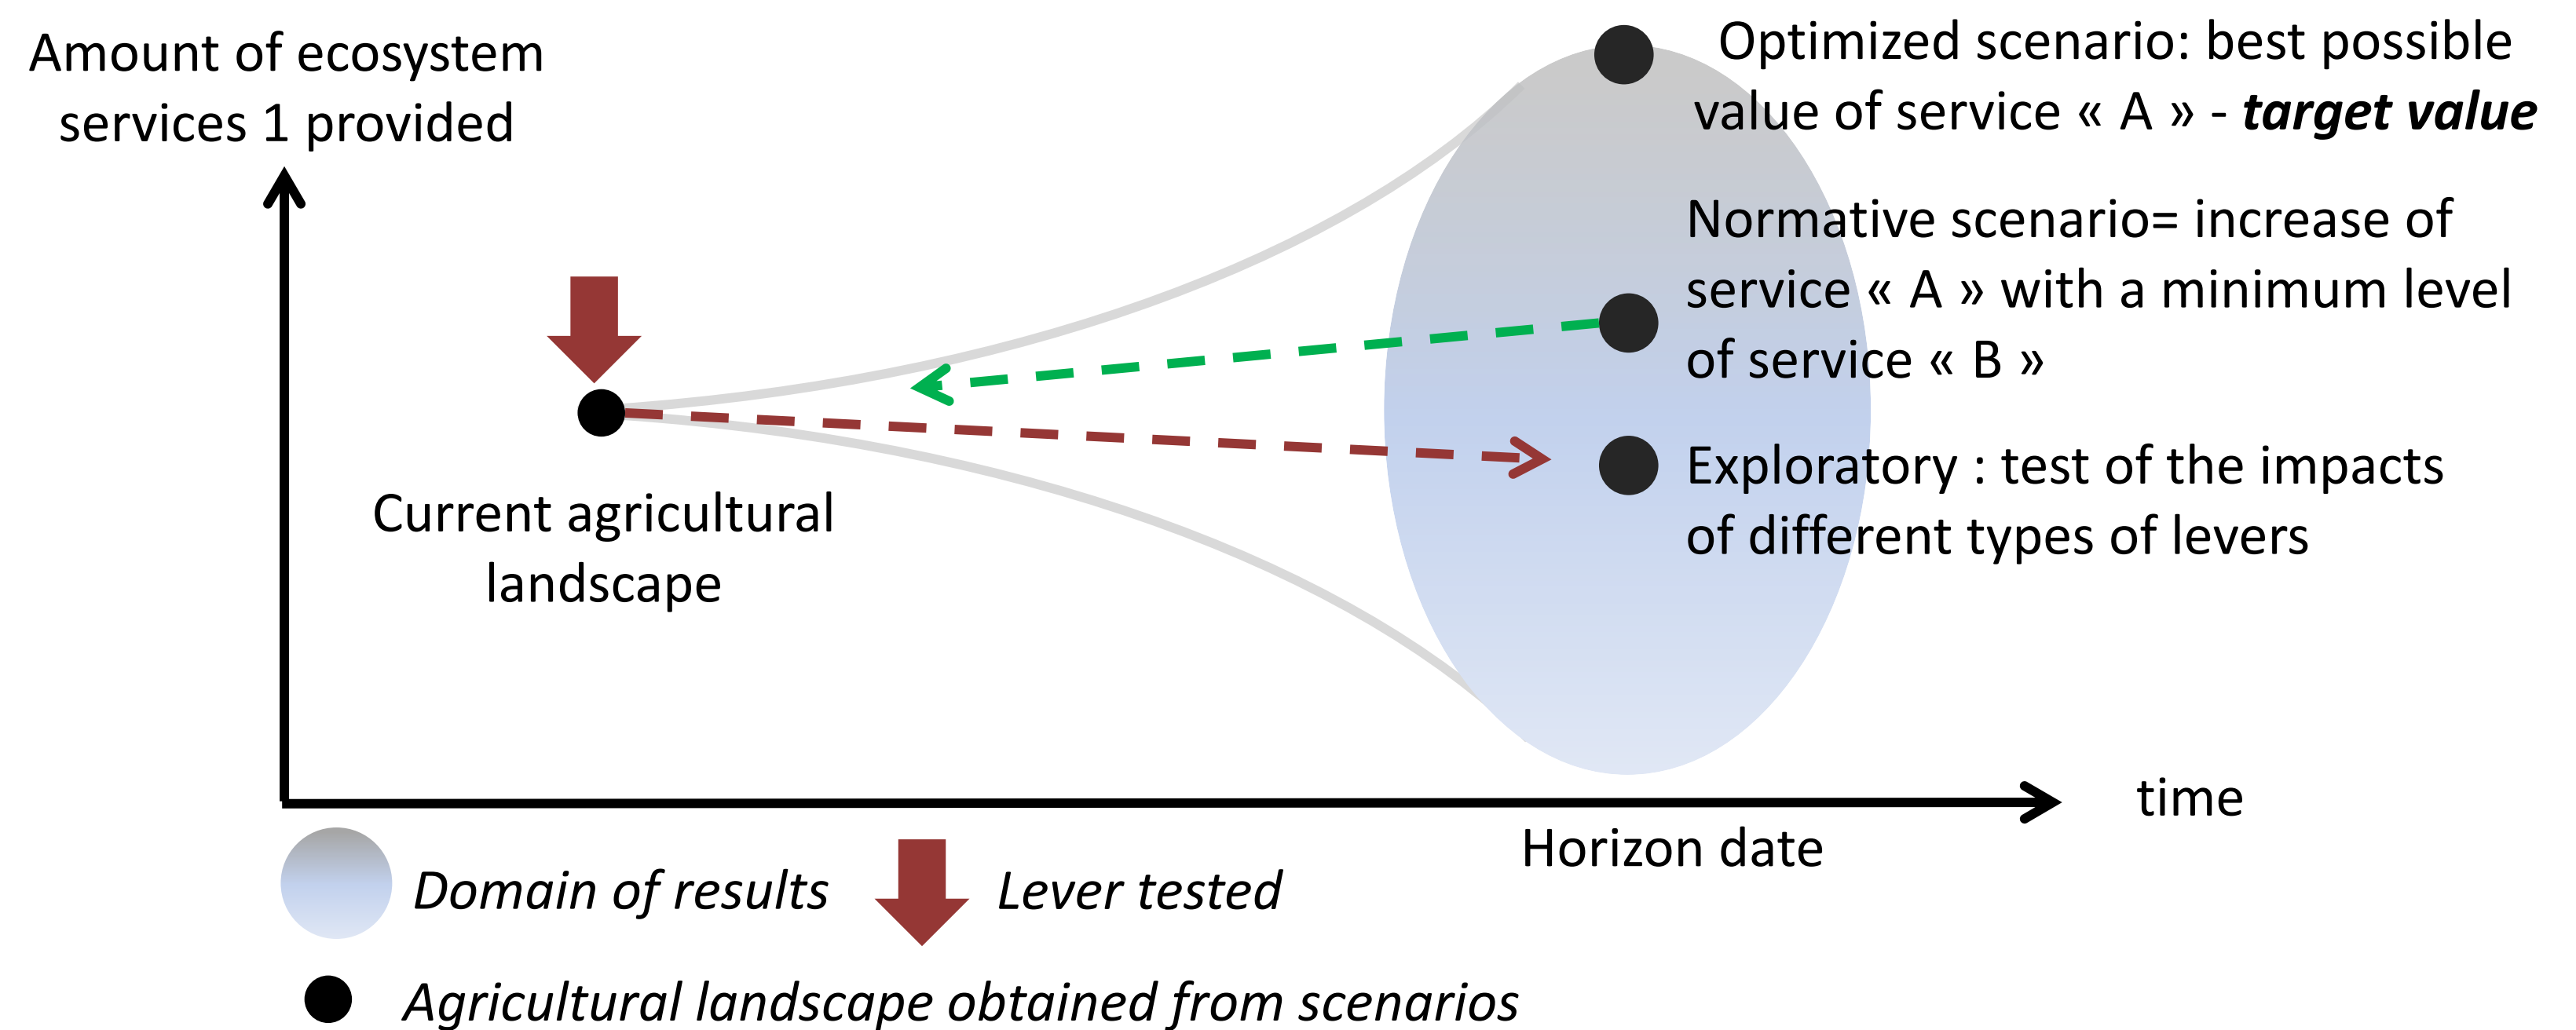 Amount of ecosystem
services 1 provided
Optimized scenario: best possible
value of service « A » - target value
Normative scenario= increase of
service « A » with a minimum level
of service « B »
Exploratory : test of the impacts
of different types of levers
Current agricultural
landscape
time
Horizon date
Domain of results
Lever tested
Agricultural landscape obtained from scenarios